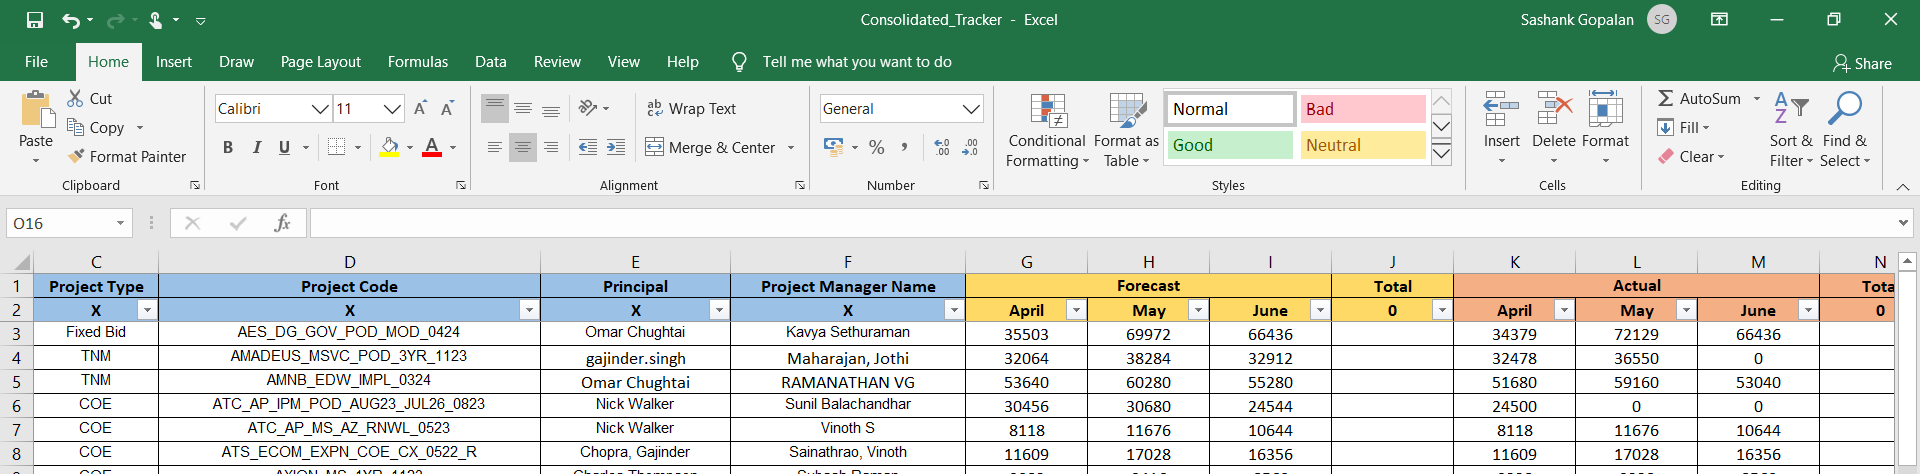 Consolidated_Tracker - Excel
Sashank Gopalan SG
File Home Insert Draw Page Layout Formulas Data Review View Help Tell me what you want to do Share
Cut Calibri 11 A A ab Wrap Text General Normal Bad AutoSum
Copy Conditional Format as Good Neutral Insert Delete Format Fill Sort & Find &
Paste Format Painter B I U A Merge & Center % , Formatting Table Clear Filter Select
Clipboard Font Alignment Number Styles Cells Editing
O16 fx
C D E F G H I J K L M N
1 Project Type Project Code Principal Project Manager Name Forecast Total Actual Tota
2 X X X X April May June 0 April May June 0
3 Fixed Bid AES_DG_GOV_POD_MOD_0424 Omar Chughtai Kavya Sethuraman 35503 69972 66436 34379 72129 66436
4 TNM AMADEUS_MSVC_POD_3YR_1123 gajinder.singh Maharajan, Jothi 32064 38284 32912 32478 36550 0
5 TNM AMNB_EDW_IMPL_0324 Omar Chughtai RAMANATHAN VG 53640 60280 55280 51680 59160 53040
6 COE ATC_AP_IPM_POD_AUG23_JUL26_0823 Nick Walker Sunil Balachandhar 30456 30680 24544 24500 0 0
7 COE ATC_AP_MS_AZ_RNWL_0523 Nick Walker Vinoth S 8118 11676 10644 8118 11676 10644
8 COE ATS_ECOM_EXPN_COE_CX_0522_R Chopra, Gajinder Sainathrao, Vinoth 11609 17028 16356 11609 17028 16356